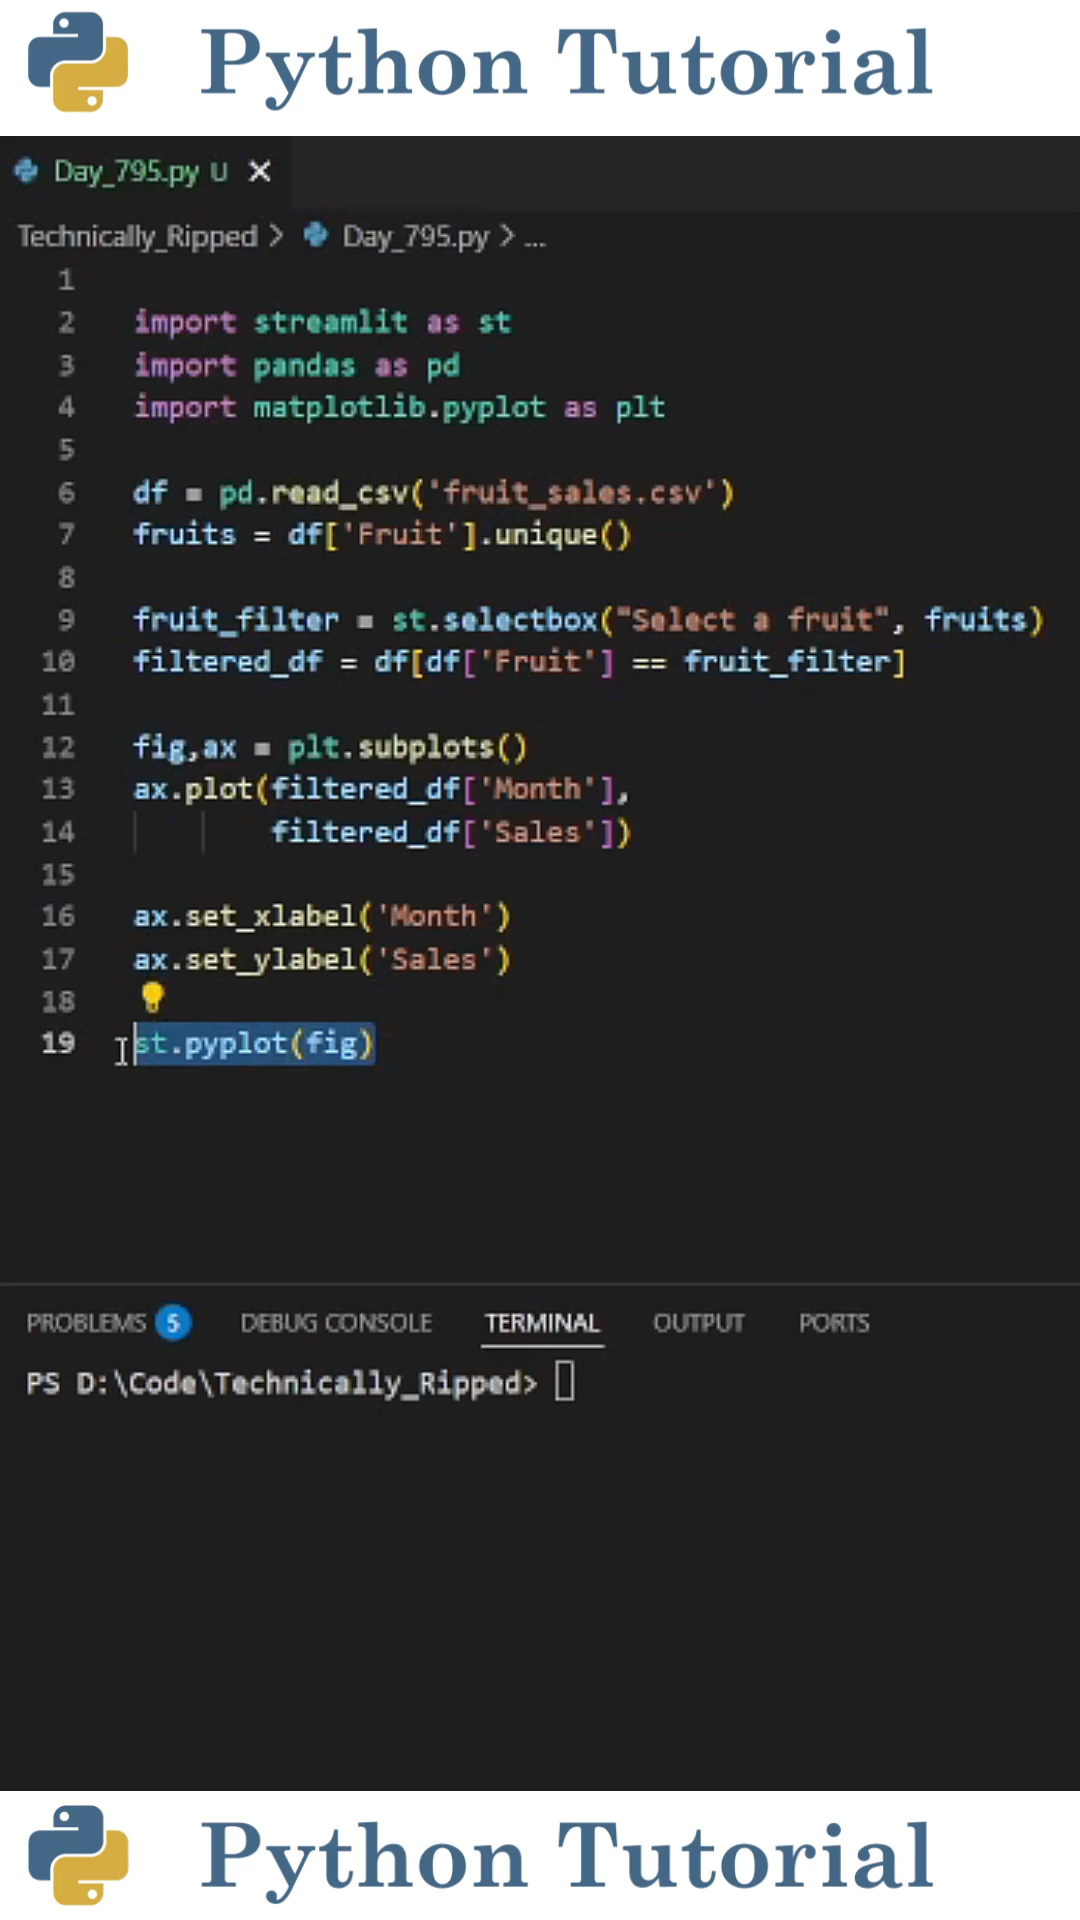 Python Tutorial
Day_795.py U X
Technically_Ripped > Day_795.py > ...
1
2 import streamlit as st
3 import pandas as pd
4 import matplotlib.pyplot as plt
5
6 df = pd.read_csv('fruit_sales.csv')
7 fruits = df['Fruit'].unique()
8
9 fruit_filter = st.selectbox("Select a fruit", fruits)
10 filtered_df = df[df['Fruit'] == fruit_filter]
11
12 fig,ax = plt.subplots()
13 ax.plot(filtered_df['Month'],
14         filtered_df['Sales'])
15
16 ax.set_xlabel('Month')
17 ax.set_ylabel('Sales')
18
19 st.pyplot(fig)
PROBLEMS 5 DEBUG CONSOLE TERMINAL OUTPUT PORTS
PS D:\Code\Technically_Ripped>
Python Tutorial